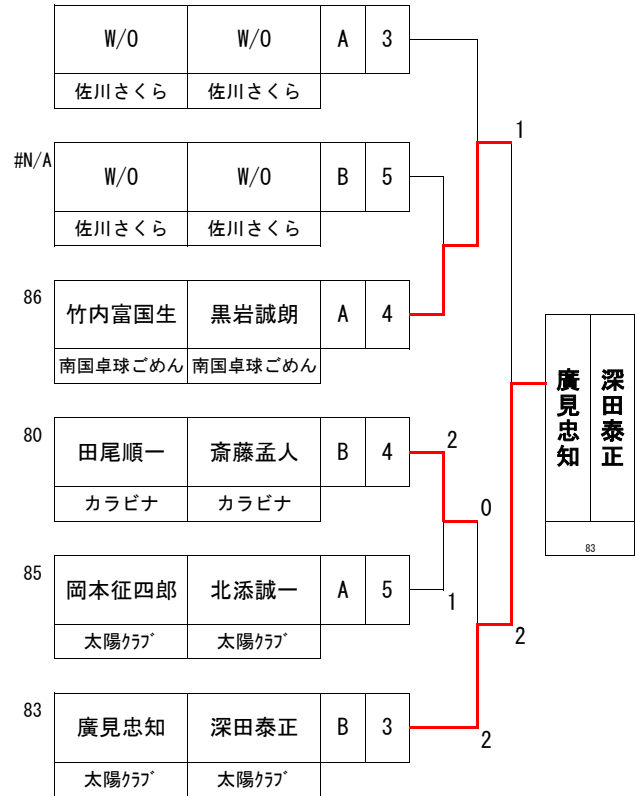 W/O W/O A 3
佐川さくら 佐川さくら
1
#N/A
W/O W/O B 5
佐川さくら 佐川さくら
86
竹内富国生 黒岩誠朗 A 4
南国卓球ごめん 南国卓球ごめん
廣見忠知 深田泰正
83
80
田尾順一 斎藤孟人 B 4
2
カラビナ カラビナ
0
85
岡本征四郎 北添誠一 A 5
1
太陽ｸﾗﾌﾞ 太陽ｸﾗﾌﾞ
2
83
廣見忠知 深田泰正 B 3
2
太陽ｸﾗﾌﾞ 太陽ｸﾗﾌﾞ